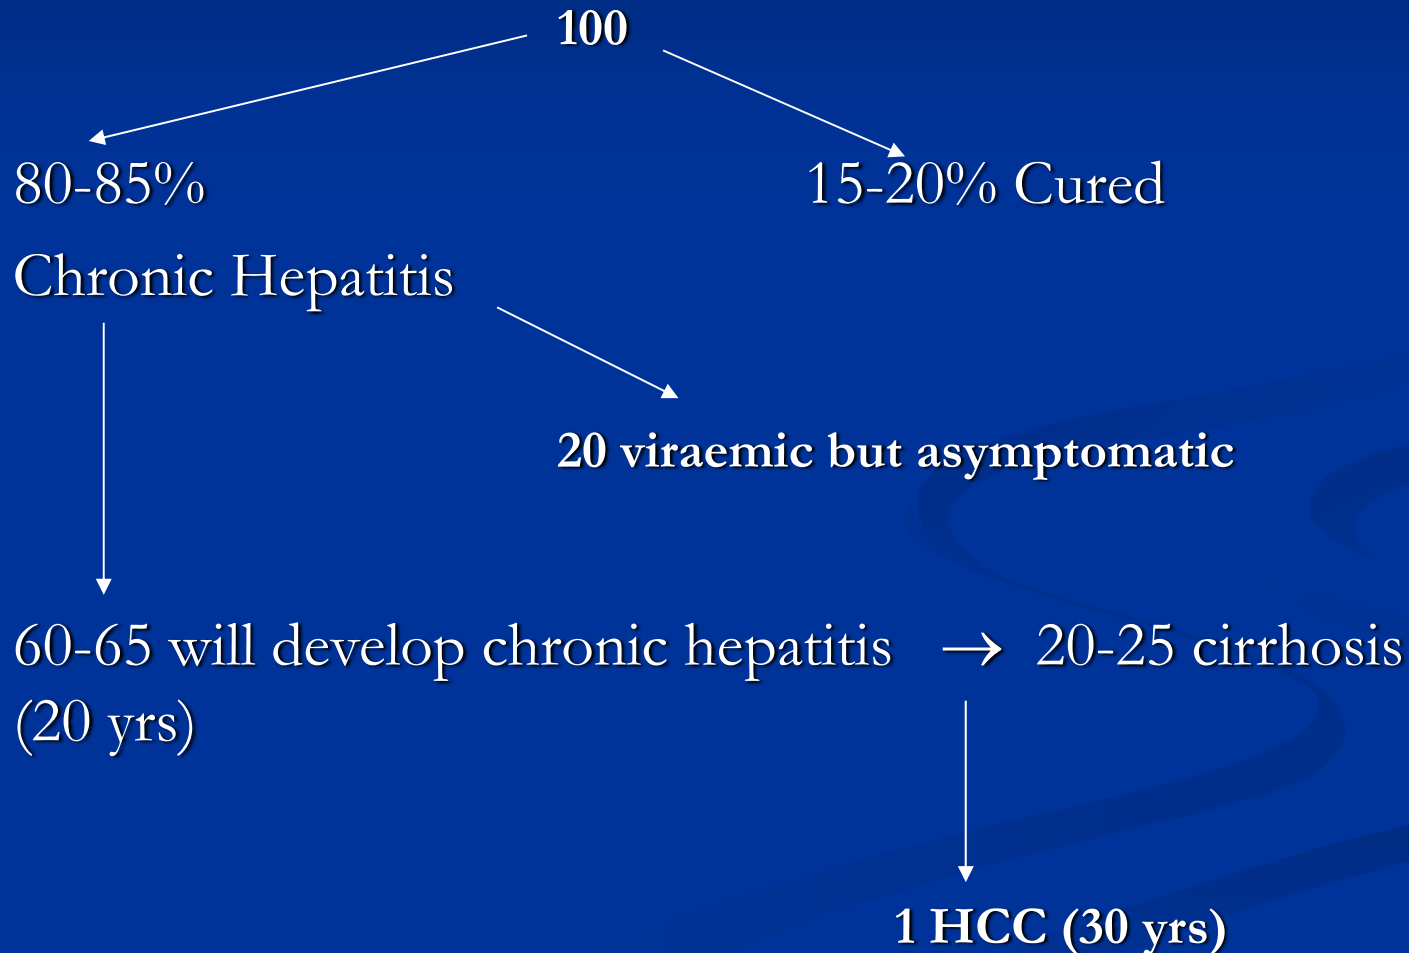 100
80-85% 15-20% Cured
Chronic Hepatitis
20 viraemic but asymptomatic
60-65 will develop chronic hepatitis → 20-25 cirrhosis
(20 yrs)
1 HCC (30 yrs)